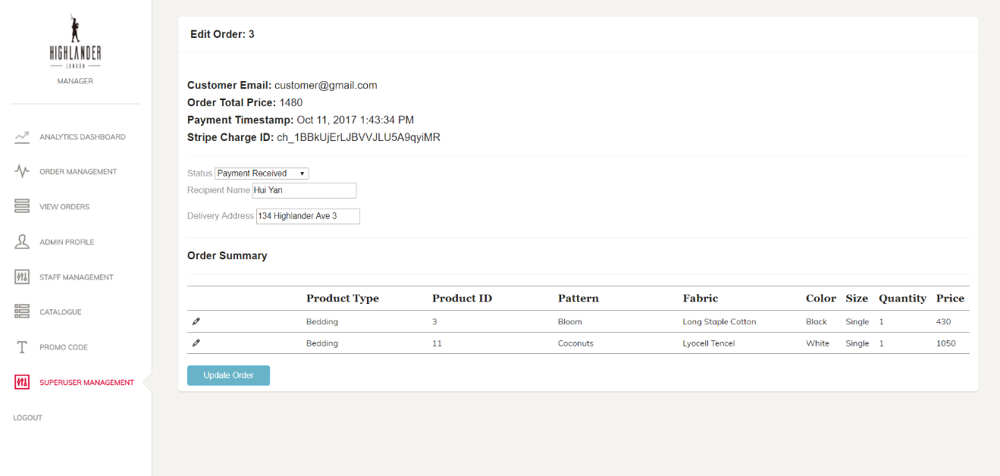 HIGHLANDER
LONDON
MANAGER
ANALYTICS DASHBOARD
ORDER MANAGEMENT
VIEW ORDERS
ADMIN PROFILE
STAFF MANAGEMENT
CATALOGUE
PROMO CODE
SUPERUSER MANAGEMENT
LOGOUT
Edit Order: 3
Customer Email: customer@gmail.com
Order Total Price: 1480
Payment Timestamp: Oct 11, 2017 1:43:34 PM
Stripe Charge ID: ch_1BBkUjErLJBVVJLU5A9qyiMR
Status Payment Received
Recipient Name Hui Yan
Delivery Address 134 Highlander Ave 3
Order Summary
Product Type Product ID Pattern Fabric Color Size Quantity Price
Bedding 3 Bloom Long Staple Cotton Black Single 1 430
Bedding 11 Coconuts Lyocell Tencel White Single 1 1050
Update Order